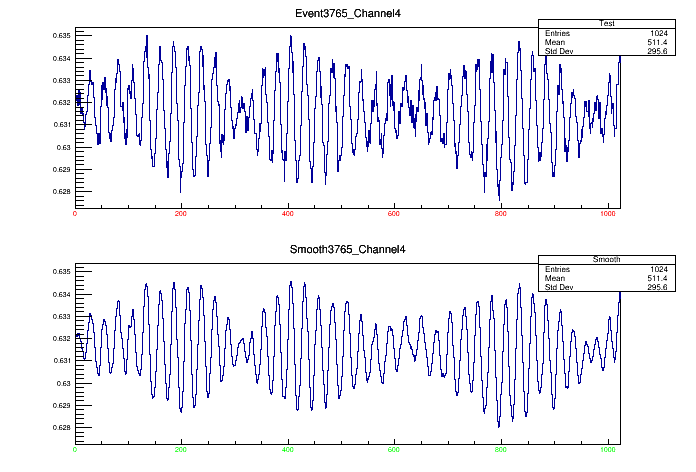 Event3765_Channel4
Test
Entries 1024
Mean 511.4
Std Dev 295.6
0.635
0.634
0.633
0.632
0.631
0.63
0.629
0.628
0 200 400 600 800 1000
Smooth3765_Channel4
Smooth
Entries 1024
Mean 511.4
Std Dev 295.6
0.635
0.634
0.633
0.632
0.631
0.63
0.629
0.628
0 200 400 600 800 1000